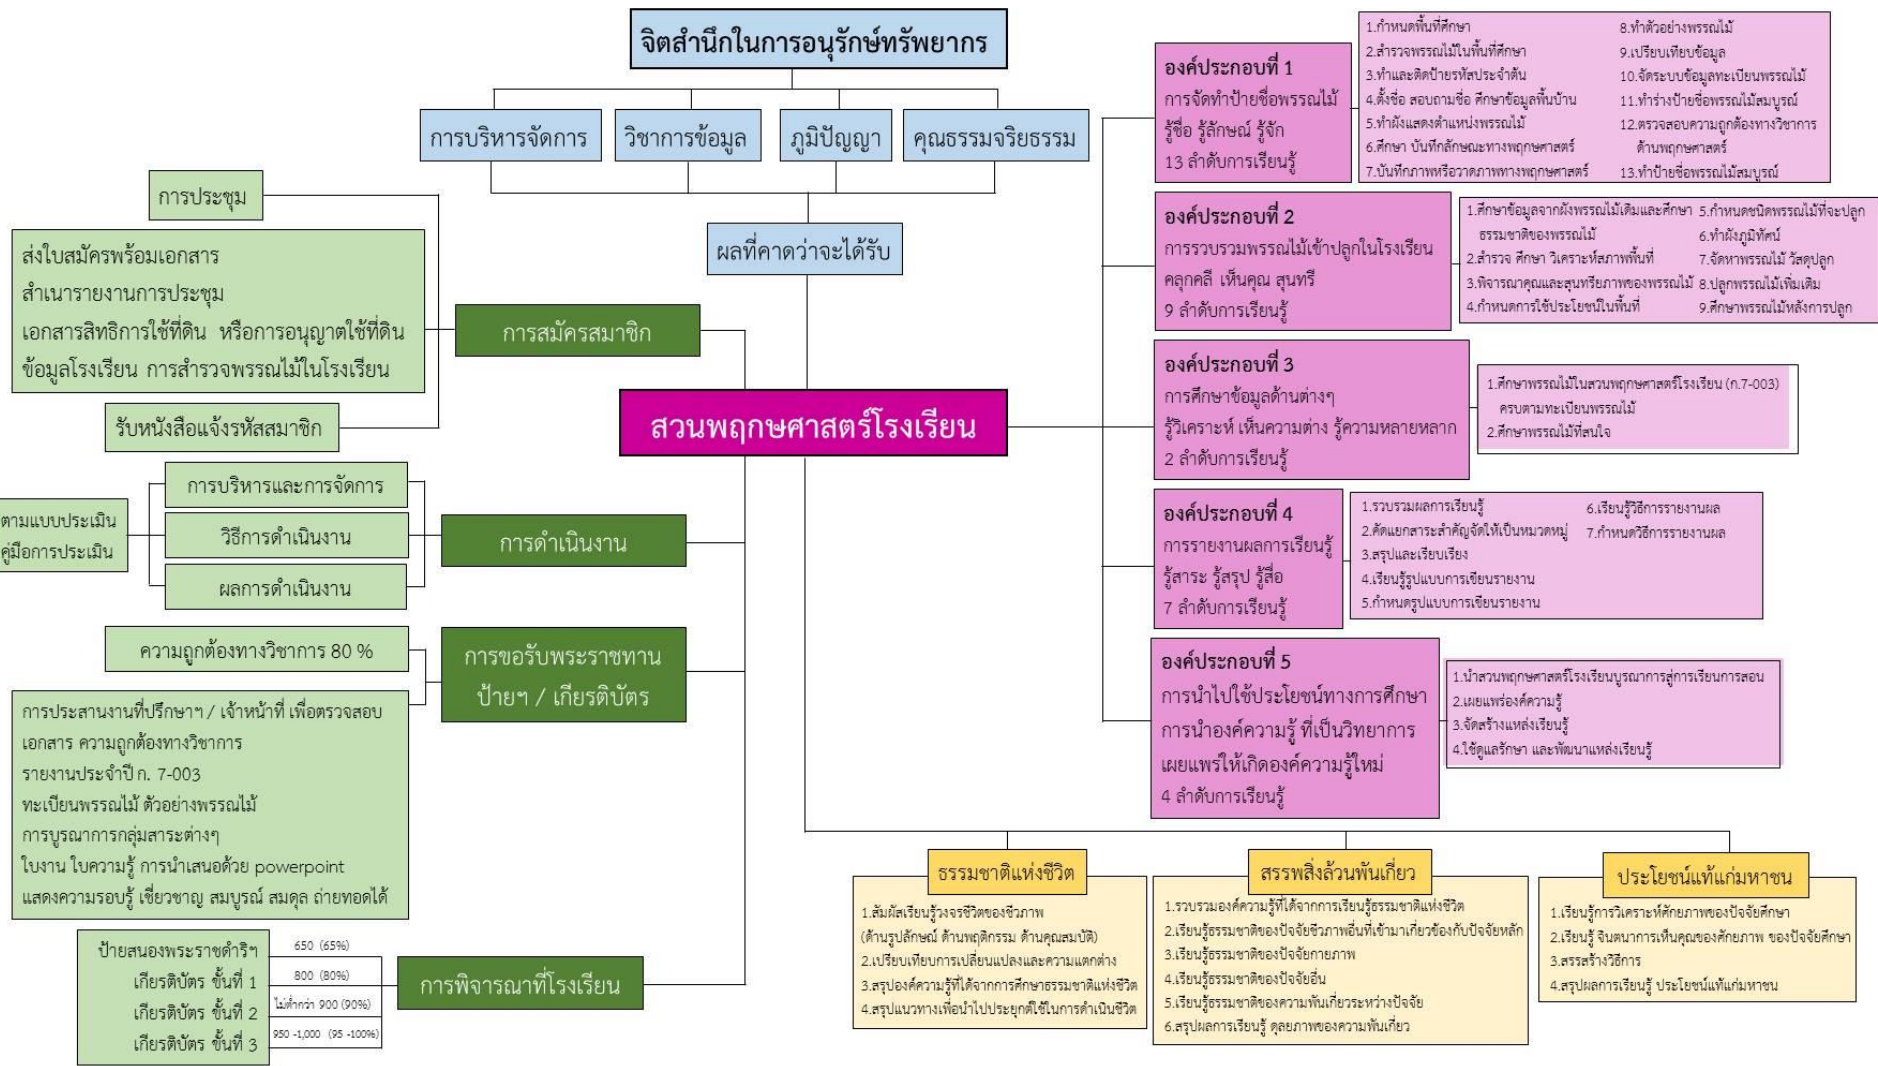 จิตสำนึกในการอนุรักษ์ทรัพยากร
การบริหารจัดการ
วิชาการข้อมูล
ภูมิปัญญา
คุณธรรมจริยธรรม
ผลที่คาดว่าจะได้รับ
การประชุม
ส่งใบสมัครพร้อมเอกสาร
สำเนารายงานการประชุม
เอกสารสิทธิการใช้ที่ดิน หรือการอนุญาตใช้ที่ดิน
ข้อมูลโรงเรียน การสำรวจพรรณไม้ในโรงเรียน
รับหนังสือแจ้งรหัสสมาชิก
การสมัครสมาชิก
สวนพฤกษศาสตร์โรงเรียน
ตามแบบประเมิน
คู่มือการประเมิน
การบริหารและการจัดการ
วิธีการดำเนินงาน
ผลการดำเนินงาน
การดำเนินงาน
ความถูกต้องทางวิชาการ 80 %
การขอรับพระราชทาน
ป้ายฯ / เกียรติบัตร
การประสานงานที่ปรึกษาฯ / เจ้าหน้าที่ เพื่อตรวจสอบ
เอกสาร ความถูกต้องทางวิชาการ
รายงานประจำปี ก. 7-003
ทะเบียนพรรณไม้ ตัวอย่างพรรณไม้
การบูรณาการกลุ่มสาระต่างๆ
ใบงาน ใบความรู้ การนำเสนอด้วย powerpoint
แสดงความรอบรู้ เชี่ยวชาญ สมบูรณ์ สมดุล ถ่ายทอดได้
ป้ายสนองพระราชดำริฯ 650 (65%)
เกียรติบัตร ขั้นที่ 1 800 (80%)
เกียรติบัตร ขั้นที่ 2 ไม่ต่ำกว่า 900 (90%)
เกียรติบัตร ขั้นที่ 3 950 -1,000 (95 -100%)
การพิจารณาที่โรงเรียน
องค์ประกอบที่ 1
การจัดทำป้ายชื่อพรรณไม้
รู้ชื่อ รู้ลักษณ์ รู้จัก
13 ลำดับการเรียนรู้
1.กำหนดพื้นที่ศึกษา
2.สำรวจพรรณไม้ในพื้นที่ศึกษา
3.ทำและติดป้ายรหัสประจำต้น
4.ตั้งชื่อ สอบถามชื่อ ศึกษาข้อมูลพื้นบ้าน
5.ทำผังแสดงตำแหน่งพรรณไม้
6.ศึกษา บันทึกลักษณะทางพฤกษศาสตร์
7.บันทึกภาพหรือวาดภาพทางพฤกษศาสตร์
8.ทำตัวอย่างพรรณไม้
9.เปรียบเทียบข้อมูล
10.จัดระบบข้อมูลทะเบียนพรรณไม้
11.ทำร่างป้ายชื่อพรรณไม้สมบูรณ์
12.ตรวจสอบความถูกต้องทางวิชาการ
ด้านพฤกษศาสตร์
13.ทำป้ายชื่อพรรณไม้สมบูรณ์
องค์ประกอบที่ 2
การรวบรวมพรรณไม้เข้าปลูกในโรงเรียน
คลุกคลี เห็นคุณ สุนทรี
9 ลำดับการเรียนรู้
1.ศึกษาข้อมูลจากผังพรรณไม้เดิมและศึกษา
ธรรมชาติของพรรณไม้
2.สำรวจ ศึกษา วิเคราะห์สภาพพื้นที่
3.พิจารณาคุณและสุนทรียภาพของพรรณไม้
4.กำหนดการใช้ประโยชน์ในพื้นที่
5.กำหนดชนิดพรรณไม้ที่จะปลูก
6.ทำผังภูมิทัศน์
7.จัดหาพรรณไม้ วัสดุปลูก
8.ปลูกพรรณไม้เพิ่มเติม
9.ศึกษาพรรณไม้หลังการปลูก
องค์ประกอบที่ 3
การศึกษาข้อมูลด้านต่างๆ
รู้วิเคราะห์ เห็นความต่าง รู้ความหลายหลาก
2 ลำดับการเรียนรู้
1.ศึกษาพรรณไม้ในสวนพฤกษศาสตร์โรงเรียน (ก.7-003)
ครบตามทะเบียนพรรณไม้
2.ศึกษาพรรณไม้ที่สนใจ
องค์ประกอบที่ 4
การรายงานผลการเรียนรู้
รู้สาระ รู้สรุป รู้สื่อ
7 ลำดับการเรียนรู้
1.รวบรวมผลการเรียนรู้
2.คัดแยกสาระสำคัญจัดให้เป็นหมวดหมู่
3.สรุปและเรียบเรียง
4.เรียนรู้รูปแบบการเขียนรายงาน
5.กำหนดรูปแบบการเขียนรายงาน
6.เรียนรู้วิธีการรายงานผล
7.กำหนดวิธีการรายงานผล
องค์ประกอบที่ 5
การนำไปใช้ประโยชน์ทางการศึกษา
การนำองค์ความรู้ ที่เป็นวิทยาการ
เผยแพร่ให้เกิดองค์ความรู้ใหม่
4 ลำดับการเรียนรู้
1.นำสวนพฤกษศาสตร์โรงเรียนบูรณาการสู่การเรียนการสอน
2.เผยแพร่องค์ความรู้
3.จัดสร้างแหล่งเรียนรู้
4.ใช้ดูแลรักษา และพัฒนาแหล่งเรียนรู้
ธรรมชาติแห่งชีวิต
1.สัมผัสเรียนรู้วงจรชีวิตของชีวภาพ
(ด้านรูปลักษณ์ ด้านพฤติกรรม ด้านคุณสมบัติ)
2.เปรียบเทียบการเปลี่ยนแปลงและความแตกต่าง
3.สรุปองค์ความรู้ที่ได้จากการศึกษาธรรมชาติแห่งชีวิต
4.สรุปแนวทางเพื่อนำไปประยุกต์ใช้ในการดำเนินชีวิต
สรรพสิ่งล้วนพันเกี่ยว
1.รวบรวมองค์ความรู้ที่ได้จากการเรียนรู้ธรรมชาติแห่งชีวิต
2.เรียนรู้ธรรมชาติของปัจจัยชีวภาพอื่นที่เข้ามาเกี่ยวข้องกับปัจจัยหลัก
3.เรียนรู้ธรรมชาติของปัจจัยกายภาพ
4.เรียนรู้ธรรมชาติของปัจจัยอื่น
5.เรียนรู้ธรรมชาติของความพันเกี่ยวระหว่างปัจจัย
6.สรุปผลการเรียนรู้ ดุลยภาพของความพันเกี่ยว
ประโยชน์แท้แก่มหาชน
1.เรียนรู้การวิเคราะห์ศักยภาพของปัจจัยศึกษา
2.เรียนรู้ จินตนาการเห็นคุณของศักยภาพ ของปัจจัยศึกษา
3.สรรสร้างวิธีการ
4.สรุปผลการเรียนรู้ ประโยชน์แท้แก่มหาชน